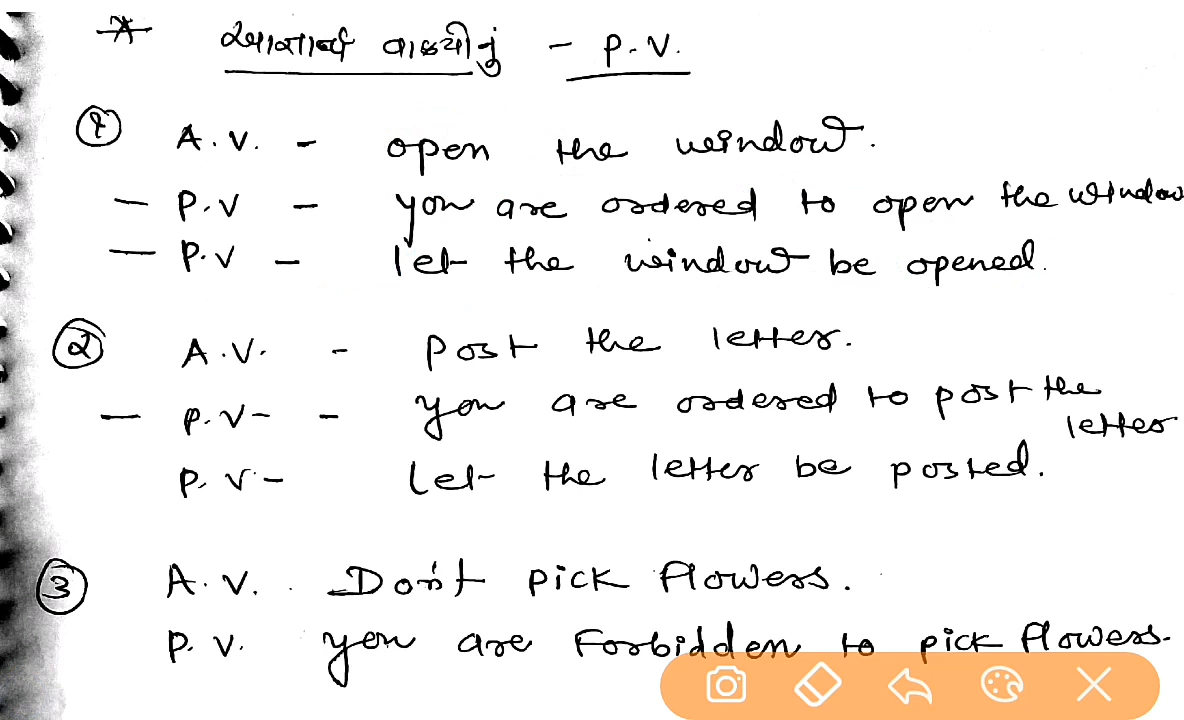 * આજ્ઞાર્થ વાક્યોનું - P.V.
① A.V. - open the window.
- P.V - you are ordered to open the window
- P.V - let the window be opened.
② A.V. - Post the letter.
- P.V- - you are ordered to post the letter
P.V- Let the letter be posted.
③ A.V. Don't pick flowers.
P.V. you are Forbidden to pick flowers.